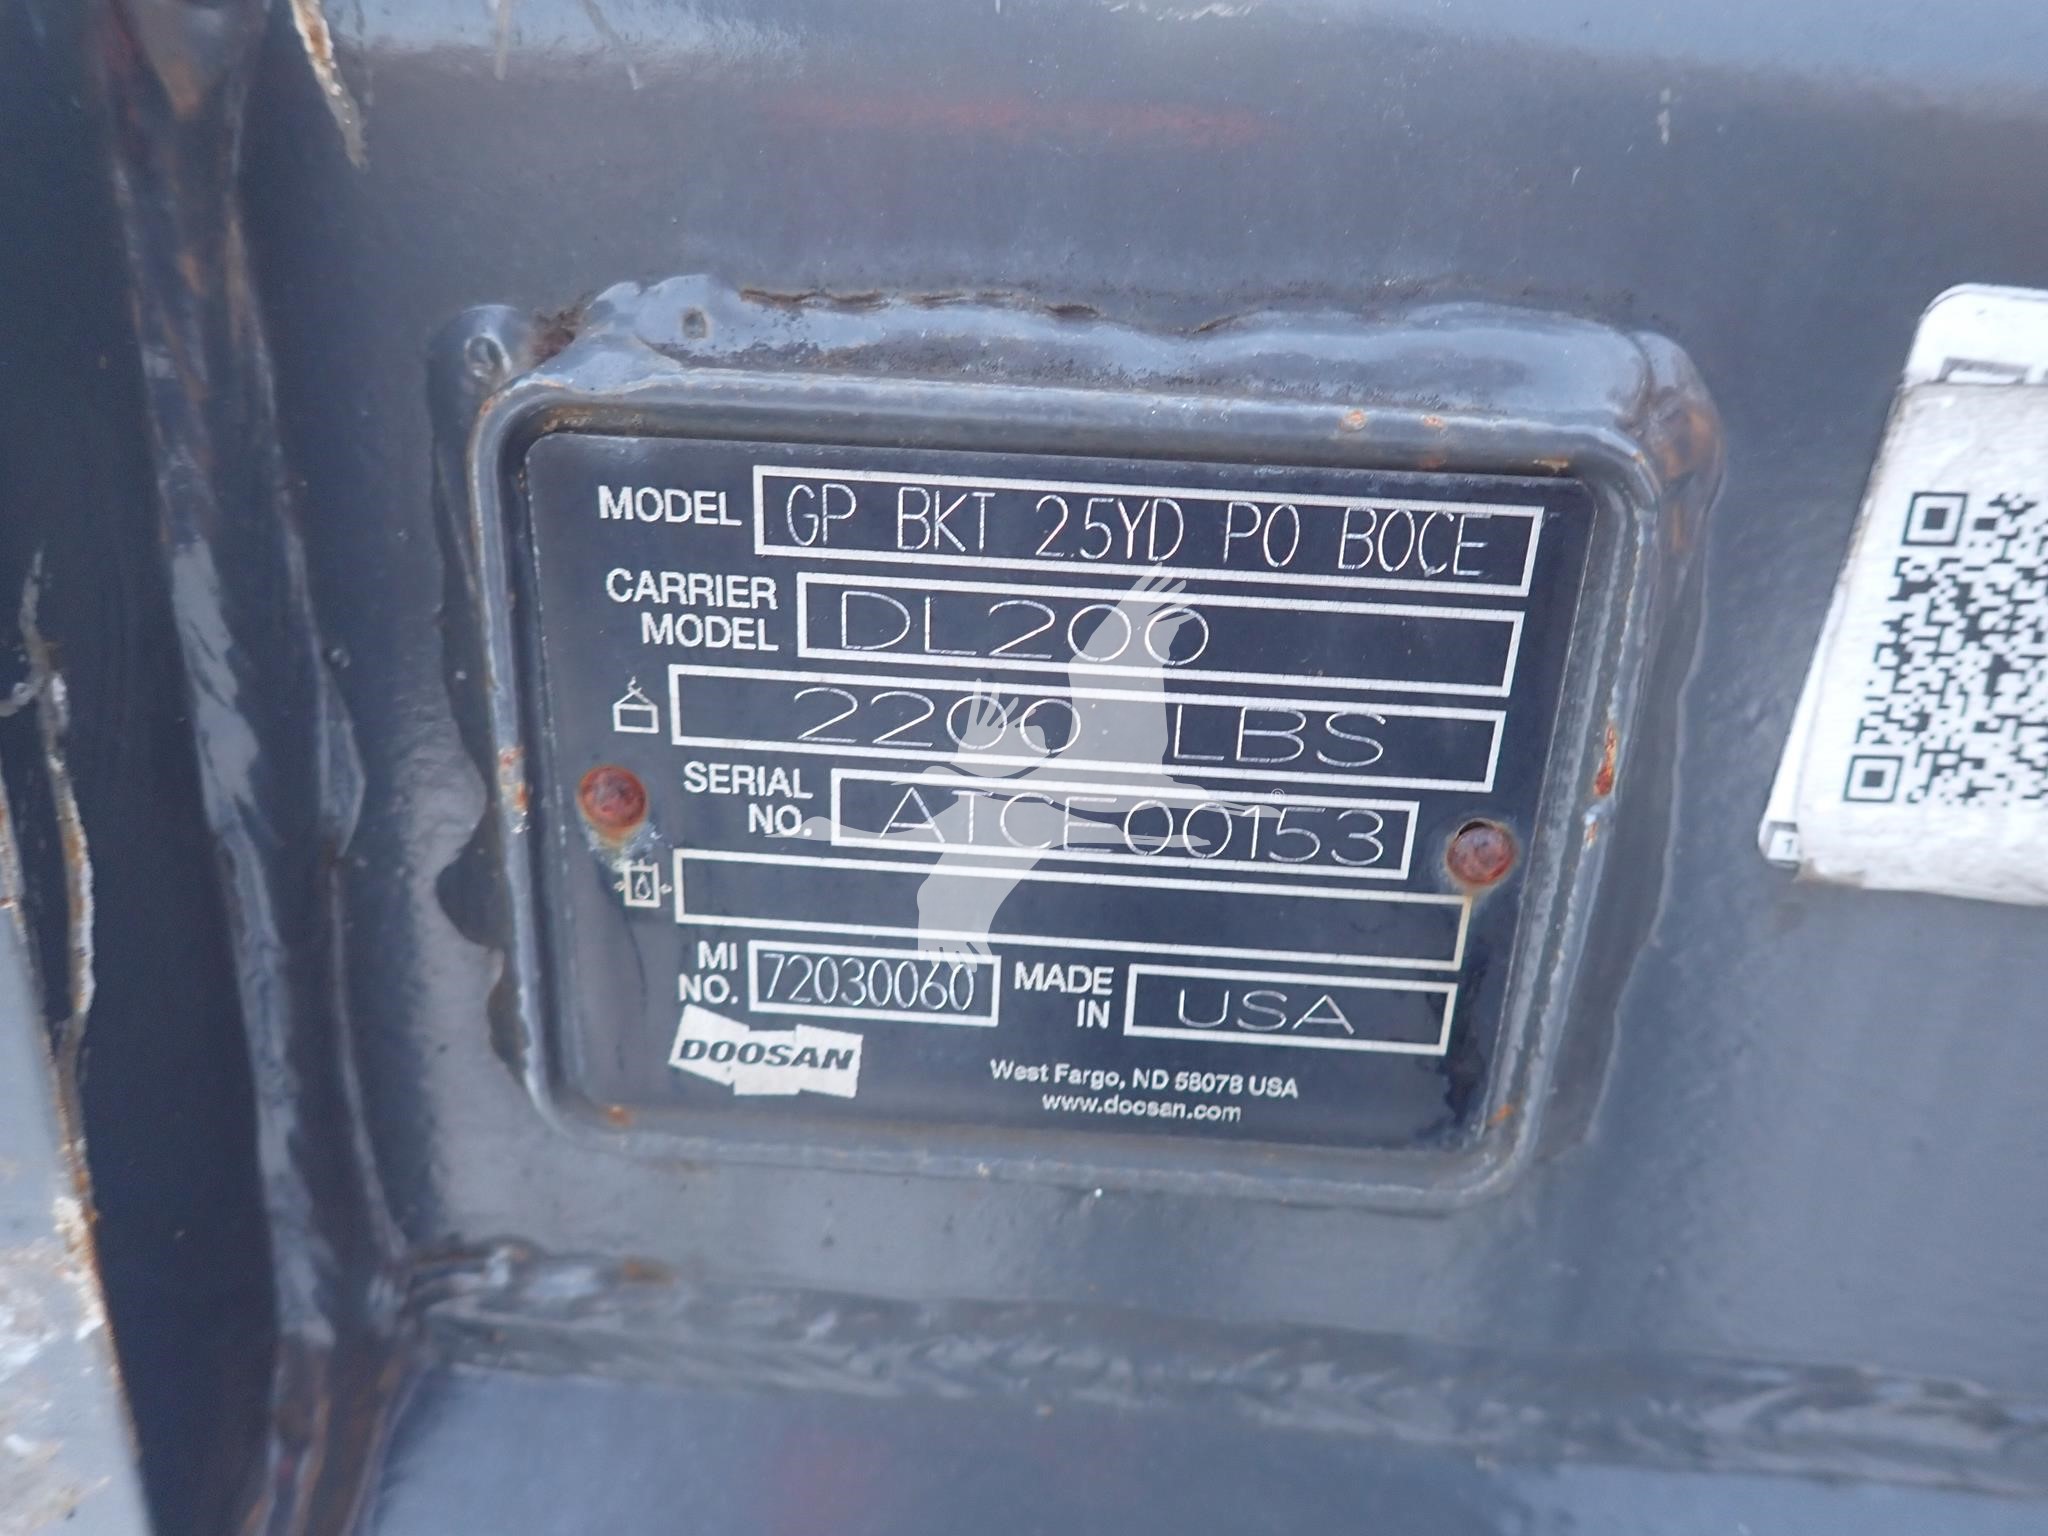 MODEL GP BKT 2.5YD PO BOCE
CARRIER
MODEL DL200
2200 LBS
SERIAL
NO. ATCE00153
MI
NO. 72030060
MADE
IN USA
DOOSAN
West Fargo, ND 58078 USA
www.doosan.com
®
1